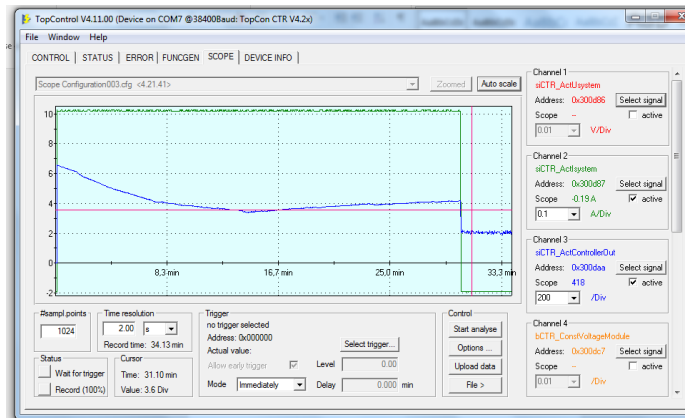 TopControl V4.11.00 (Device on COM7 @38400Baud: TopCon CTR V4.2x)
File Window Help
CONTROL STATUS ERROR FUNCGEN SCOPE DEVICE INFO
Scope Configuration003.cfg <4.21.41> Zoomed Auto scale
10
8
6
4
2
0
-2
8,3 min 16,7 min 25,0 min 33,3 min
Channel 1
siCTR_ActUsystem
Address: 0x300d86 Select signal
Scope -- active
0.01 V/Div
Channel 2
siCTR_ActIsystem
Address: 0x300d87 Select signal
Scope -0.19 A active
0.1 A/Div
Channel 3
siCTR_ActControllerOut
Address: 0x300daa Select signal
Scope 418 active
200 /Div
Channel 4
bCTR_ConstVoltageModule
Address: 0x300dc7 Select signal
Scope -- active
0.01 /Div
#sampl.points
1024
Time resolution
2.00 s
Record time: 34.13 min
Status
Wait for trigger
Record (100%)
Cursor
Time: 31.10 min
Value: 3.6 Div
Trigger
no trigger selected
Address: 0x000000
Actual value: Select trigger...
Allow early trigger Level 0.00
Mode Immediately Delay 0.000 min
Control
Start analyse
Options ...
Upload data
File >